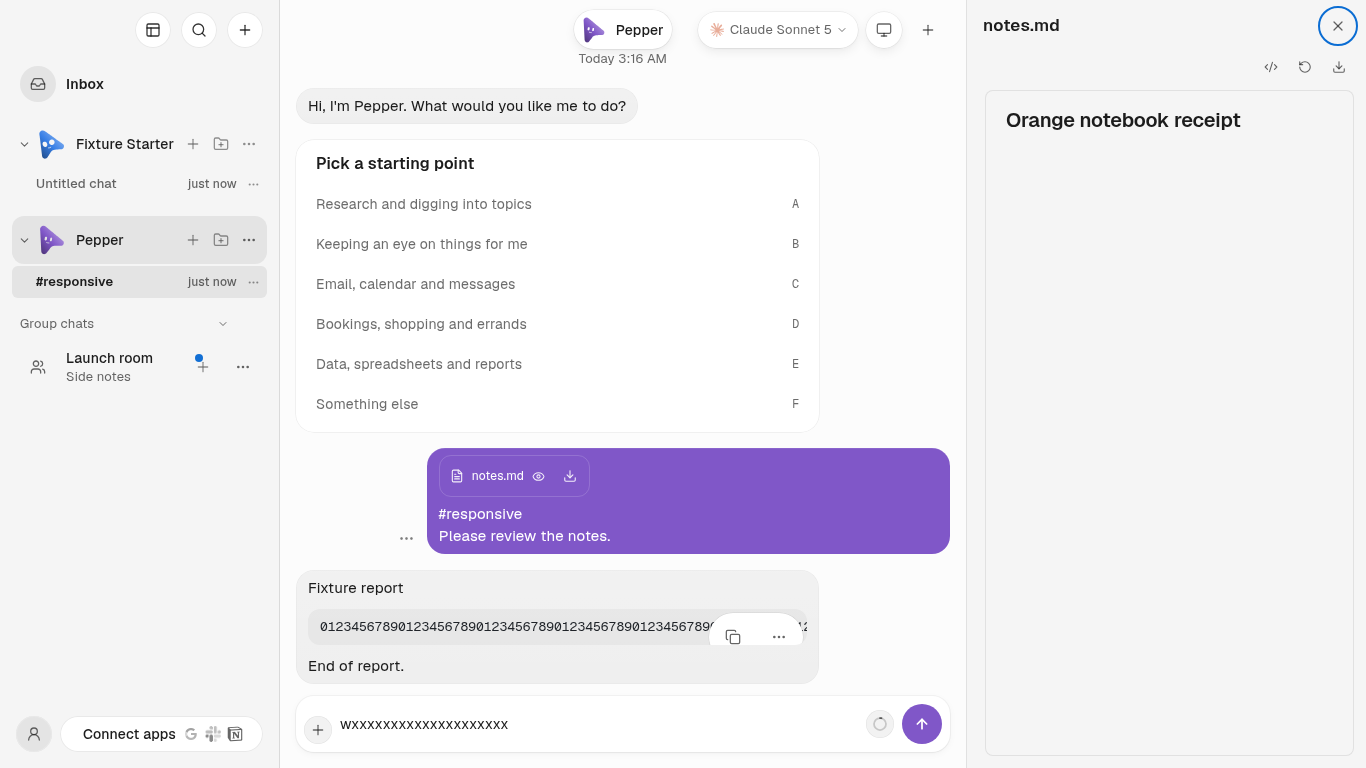 Inbox
Fixture Starter
Untitled chat just now
Pepper
#responsive just now
Group chats
Launch room
Side notes
Connect apps
Pepper
Claude Sonnet 5
Today 3:16 AM
Hi, I'm Pepper. What would you like me to do?
Pick a starting point
Research and digging into topics A
Keeping an eye on things for me B
Email, calendar and messages C
Bookings, shopping and errands D
Data, spreadsheets and reports E
Something else F
notes.md
#responsive
Please review the notes.
Fixture report
01234567890123456789012345678901234567890123456789
End of report.
wxxxxxxxxxxxxxxxxxxxx
notes.md
Orange notebook receipt